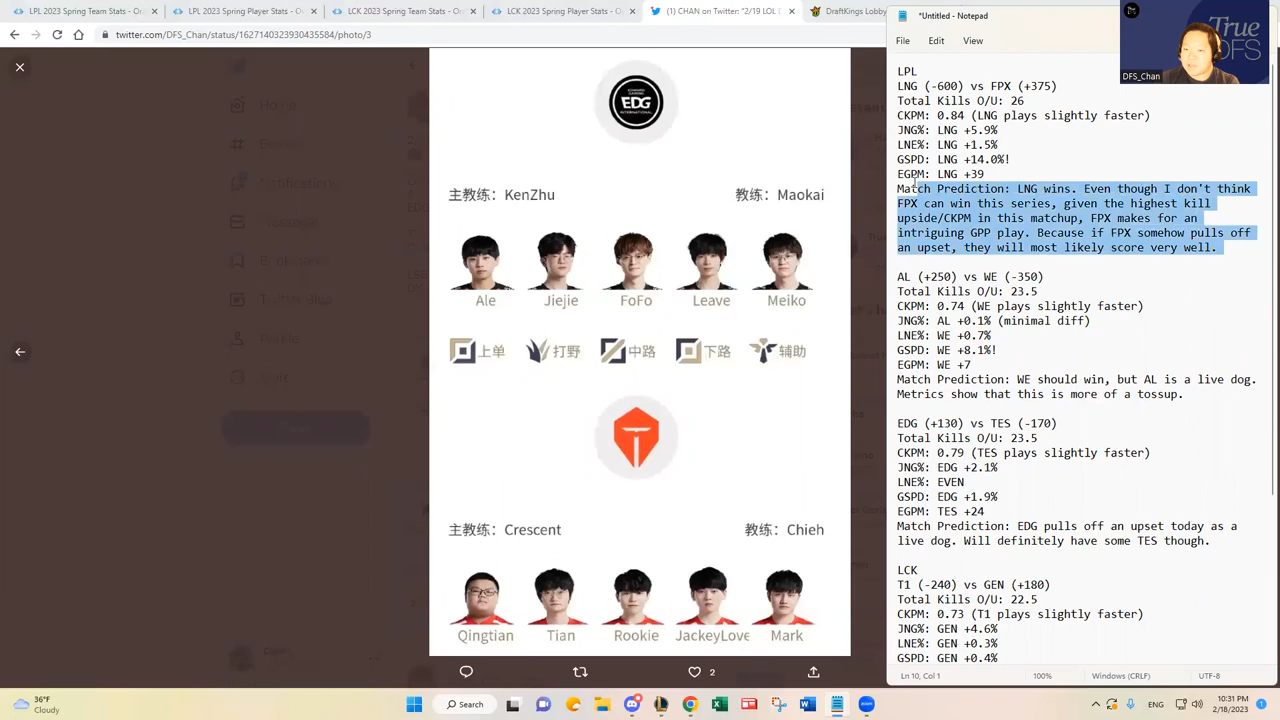 LPL 2023 Spring Team Stats - Oc
LPL 2023 Spring Player Stats - O
LCK 2023 Spring Team Stats - Oc
LCK 2023 Spring Player Stats - O
(1) CHAN on Twitter: "2/19 LOL D
DraftKings Lobby
twitter.com/DFS_Chan/status/1627140323930435584/photo/3
EDG
主教练：KenZhu
教练：Maokai
Ale
Jiejie
FoFo
Leave
Meiko
上单
打野
中路
下路
辅助
主教练：Crescent
教练：Chieh
Qingtian
Tian
Rookie
JackeyLove
Mark
2
*Untitled - Notepad
File Edit View
True
DFS
DFS_Chan
LPL
LNG (-600) vs FPX (+375)
Total Kills O/U: 26
CKPM: 0.84 (LNG plays slightly faster)
JNG%: LNG +5.9%
LNE%: LNG +1.5%
GSPD: LNG +14.0%!
EGPM: LNG +39
Match Prediction: LNG wins. Even though I don't think
FPX can win this series, given the highest kill
upside/CKPM in this matchup, FPX makes for an
intriguing GPP play. Because if FPX somehow pulls off
an upset, they will most likely score very well.
AL (+250) vs WE (-350)
Total Kills O/U: 23.5
CKPM: 0.74 (WE plays slightly faster)
JNG%: AL +0.1% (minimal diff)
LNE%: WE +0.7%
GSPD: WE +8.1%!
EGPM: WE +7
Match Prediction: WE should win, but AL is a live dog.
Metrics show that this is more of a tossup.
EDG (+130) vs TES (-170)
Total Kills O/U: 23.5
CKPM: 0.79 (TES plays slightly faster)
JNG%: EDG +2.1%
LNE%: EVEN
GSPD: EDG +1.9%
EGPM: TES +24
Match Prediction: EDG pulls off an upset today as a
live dog. Will definitely have some TES though.
LCK
T1 (-240) vs GEN (+180)
Total Kills O/U: 22.5
CKPM: 0.73 (T1 plays slightly faster)
JNG%: GEN +4.6%
LNE%: GEN +0.3%
GSPD: GEN +0.4%
Ln 10, Col 1
100%
Windows (CRLF)
UTF-8
36°F
Cloudy
Search
ENG
10:31 PM
2/18/2023